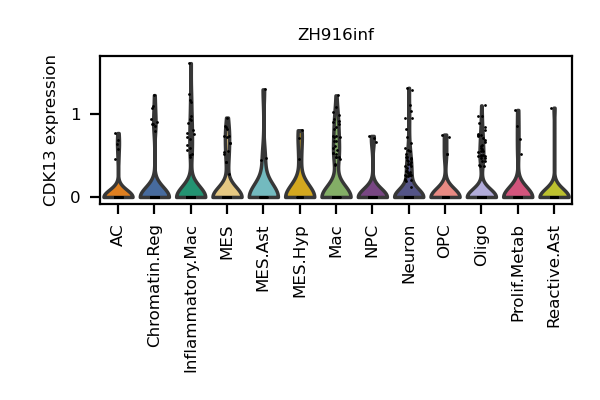 ZH916inf
CDK13 expression
1
0
AC
Chromatin.Reg
Inflammatory.Mac
MES
MES.Ast
MES.Hyp
Mac
NPC
Neuron
OPC
Oligo
Prolif.Metab
Reactive.Ast